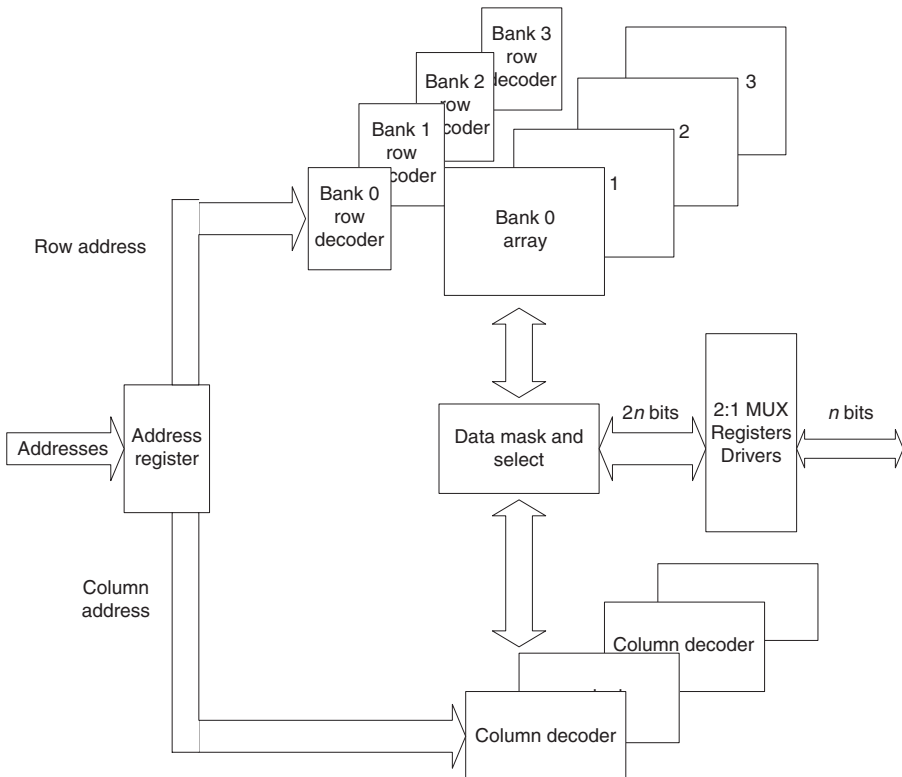 Bank 3
row
decoder
Bank 2
row
decoder
Bank 1
row
decoder
Bank 0
row
decoder
3
2
1
Bank 0
array
Row address
Addresses
Address
register
Data mask and
select
2n bits
2:1 MUX
Registers
Drivers
n bits
Column
address
Column decoder
Column decoder